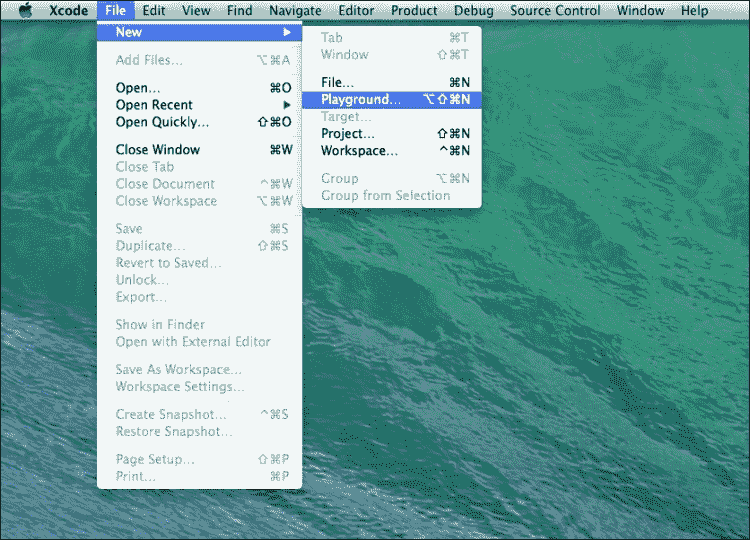 Xcode File Edit View Find Navigate Editor Product Debug Source Control Window Help
New ▶
Add Files... ⌥⌘A
Open... ⌘O
Open Recent ▶
Open Quickly... ⇧⌘O
Close Window ⌘W
Close Tab
Close Document ^⌘W
Close Workspace ⌥⌘W
Save ⌘S
Duplicate... ⇧⌘S
Revert to Saved...
Unlock...
Export...
Show in Finder
Open with External Editor
Save As Workspace...
Workspace Settings...
Create Snapshot... ^⌘S
Restore Snapshot...
Page Setup... ⇧⌘P
Print... ⌘P
Tab ⌘T
Window ⇧⌘T
File... ⌘N
Playground... ⌥⇧⌘N
Target...
Project... ⇧⌘N
Workspace... ^⌘N
Group ⌥⌘N
Group from Selection